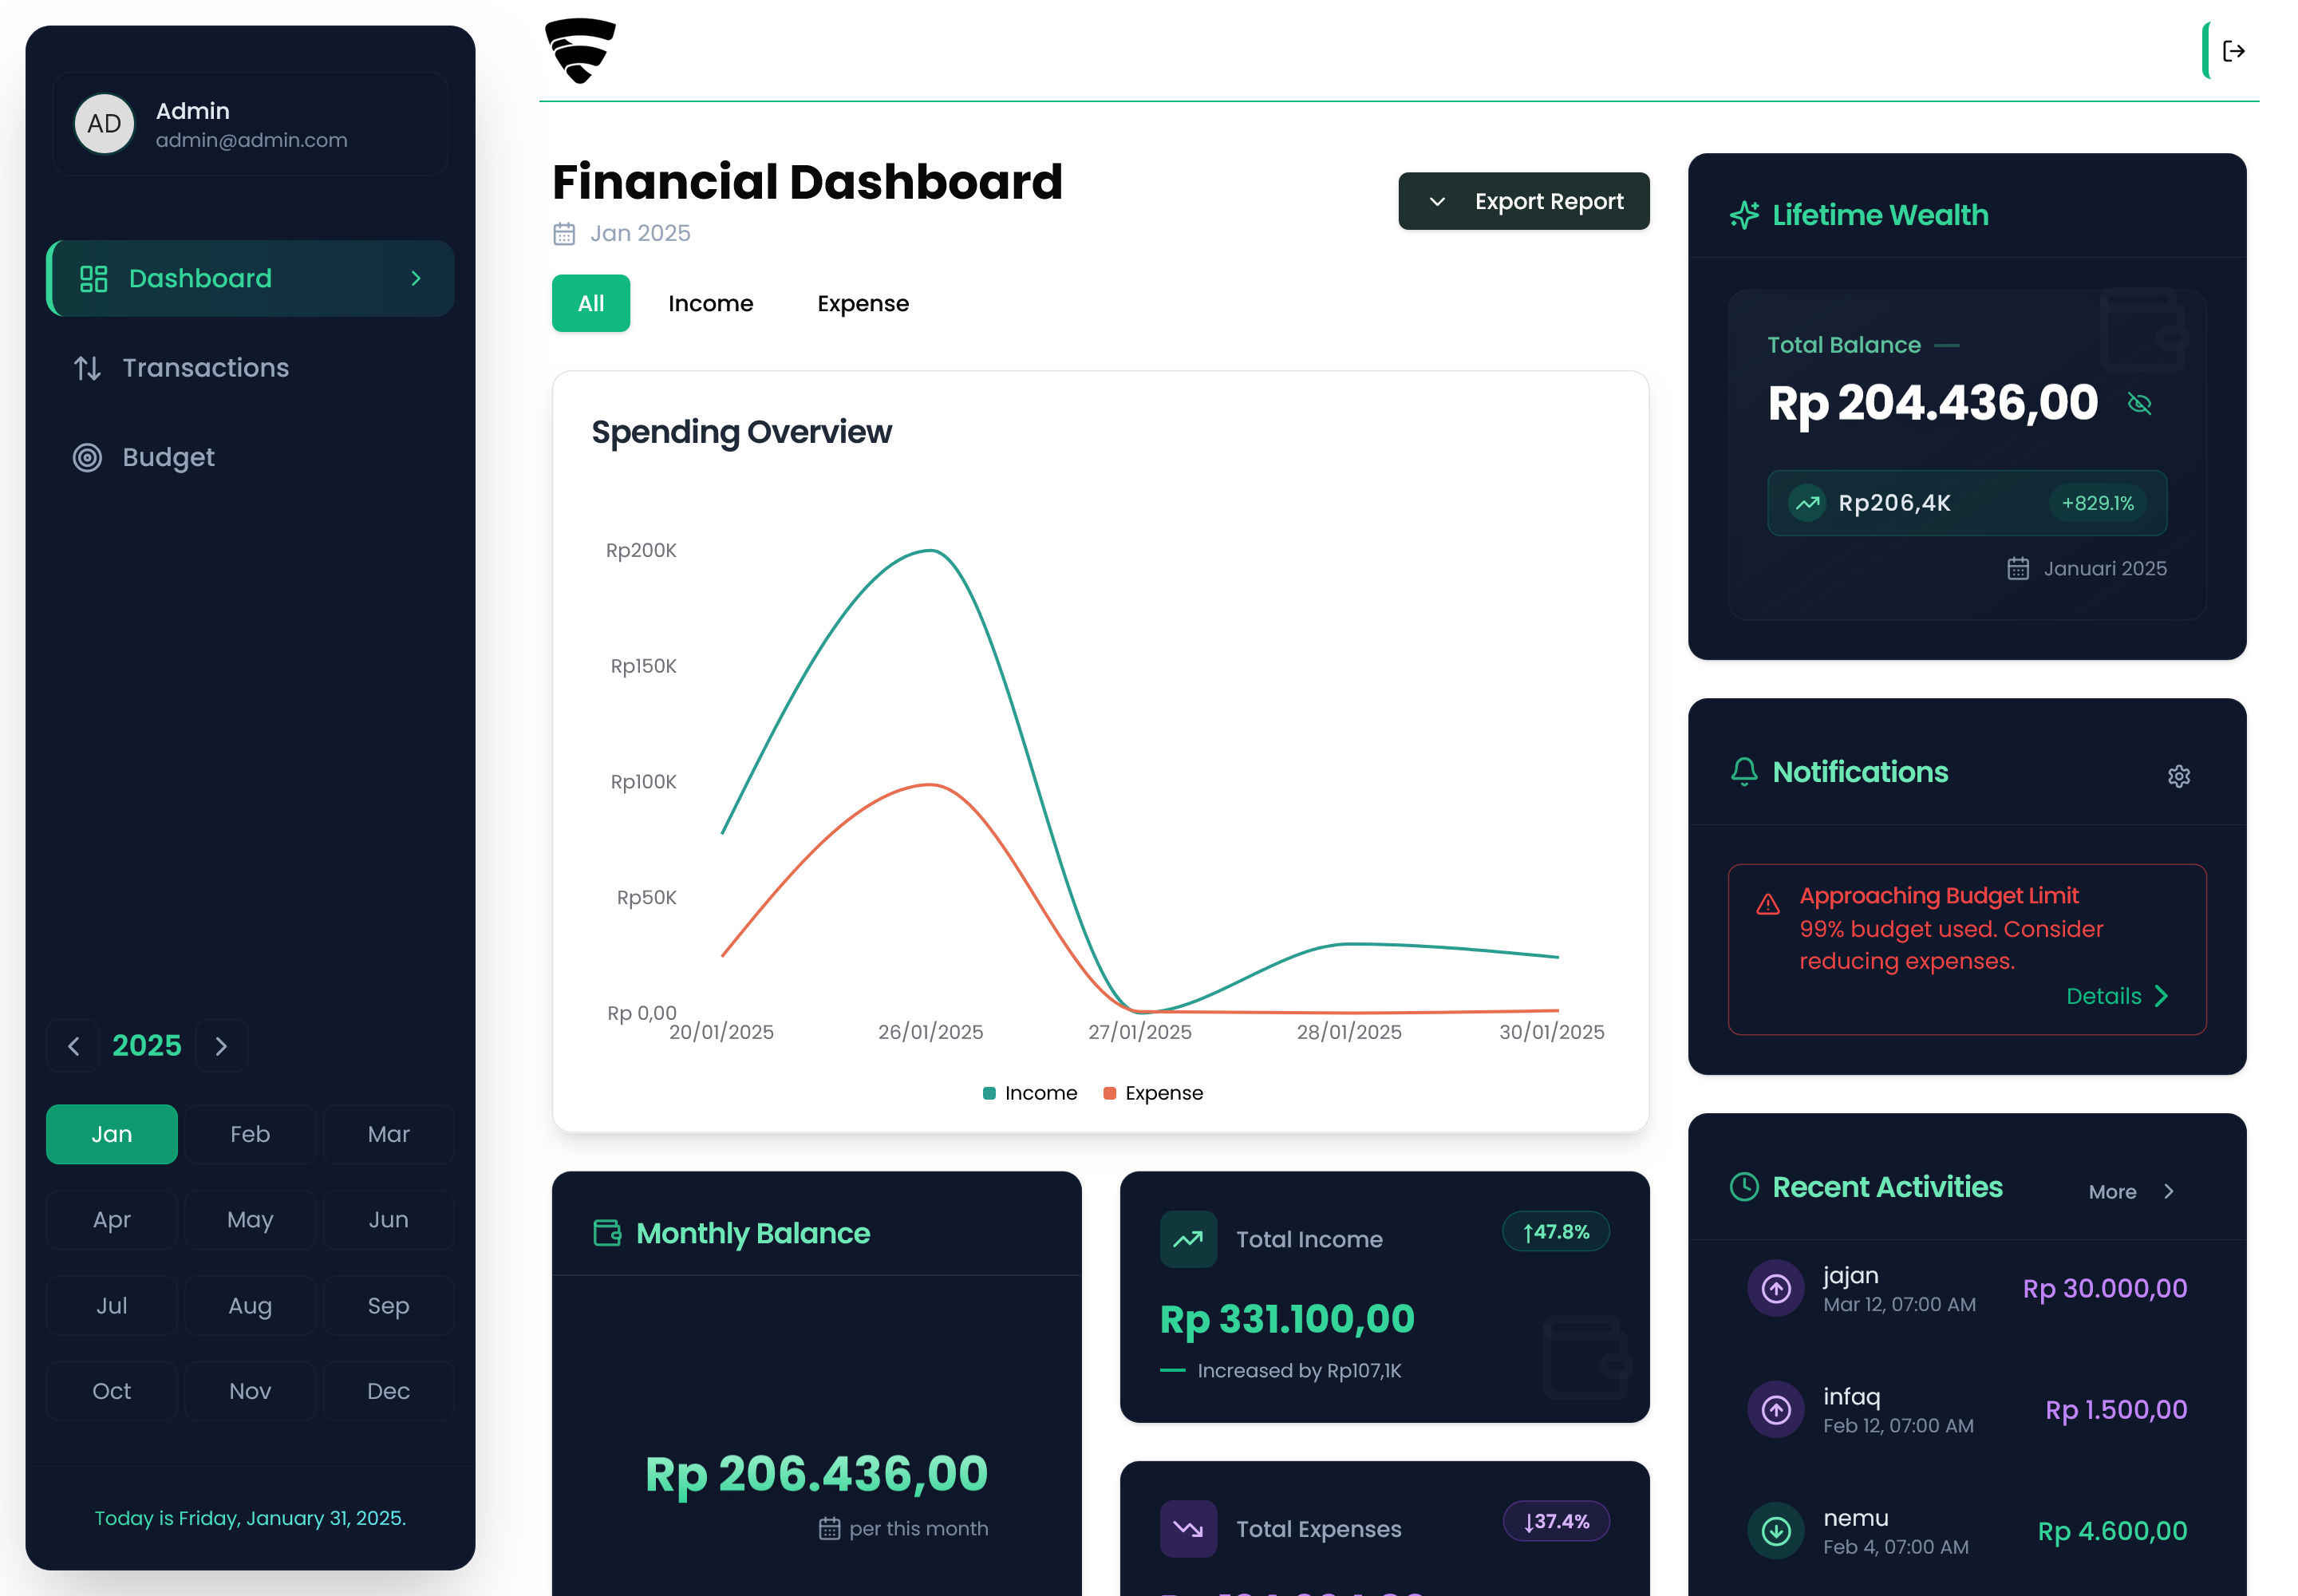 AD
Admin
admin@admin.com
Dashboard
Transactions
Budget
2025
Jan
Feb
Mar
Apr
May
Jun
Jul
Aug
Sep
Oct
Nov
Dec
Today is Friday, January 31, 2025.
Financial Dashboard
Jan 2025
Export Report
All
Income
Expense
Spending Overview
Rp200K
Rp150K
Rp100K
Rp50K
Rp 0,00
20/01/2025
26/01/2025
27/01/2025
28/01/2025
30/01/2025
Income
Expense
Monthly Balance
Rp 206.436,00
per this month
Total Income
↑47.8%
Rp 331.100,00
Increased by Rp107,1K
Total Expenses
↓37.4%
Lifetime Wealth
Total Balance
Rp 204.436,00
Rp206,4K
+829.1%
Januari 2025
Notifications
Approaching Budget Limit
99% budget used. Consider
reducing expenses.
Details
Recent Activities
More
jajan
Mar 12, 07:00 AM
Rp 30.000,00
infaq
Feb 12, 07:00 AM
Rp 1.500,00
nemu
Feb 4, 07:00 AM
Rp 4.600,00